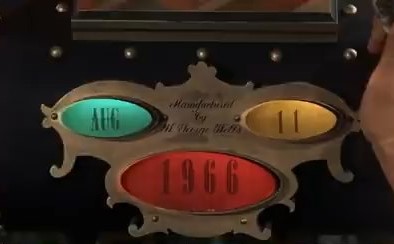 Manufactured
by
H. George Wells
AUG
11
1966